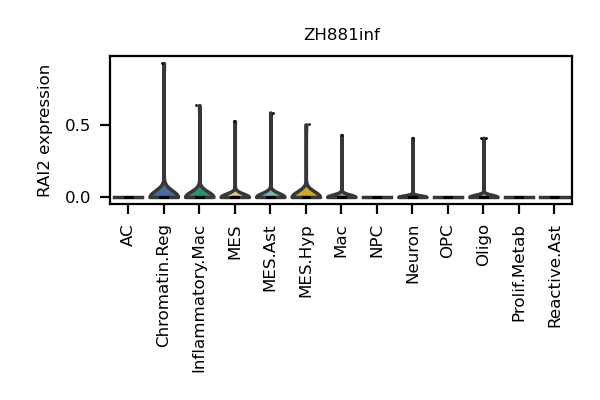 ZH881inf
RAI2 expression
0.5
0.0
AC
Chromatin.Reg
Inflammatory.Mac
MES
MES.Ast
MES.Hyp
Mac
NPC
Neuron
OPC
Oligo
Prolif.Metab
Reactive.Ast